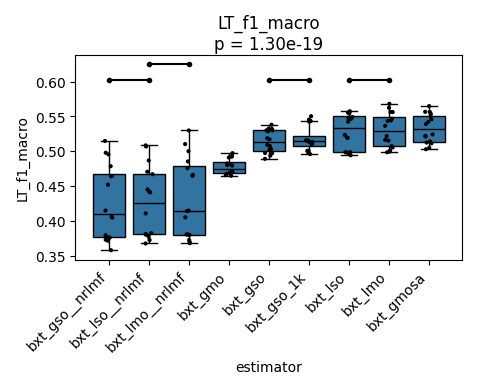 LT_f1_macro
p = 1.30e-19
LT_f1_macro
0.60
0.55
0.50
0.45
0.40
0.35
bxt_gso__nrlmf
bxt_lso__nrlmf
bxt_lmo__nrlmf
bxt_gmo
bxt_gso
bxt_gso_1k
bxt_lso
bxt_lmo
bxt_gmosa
estimator